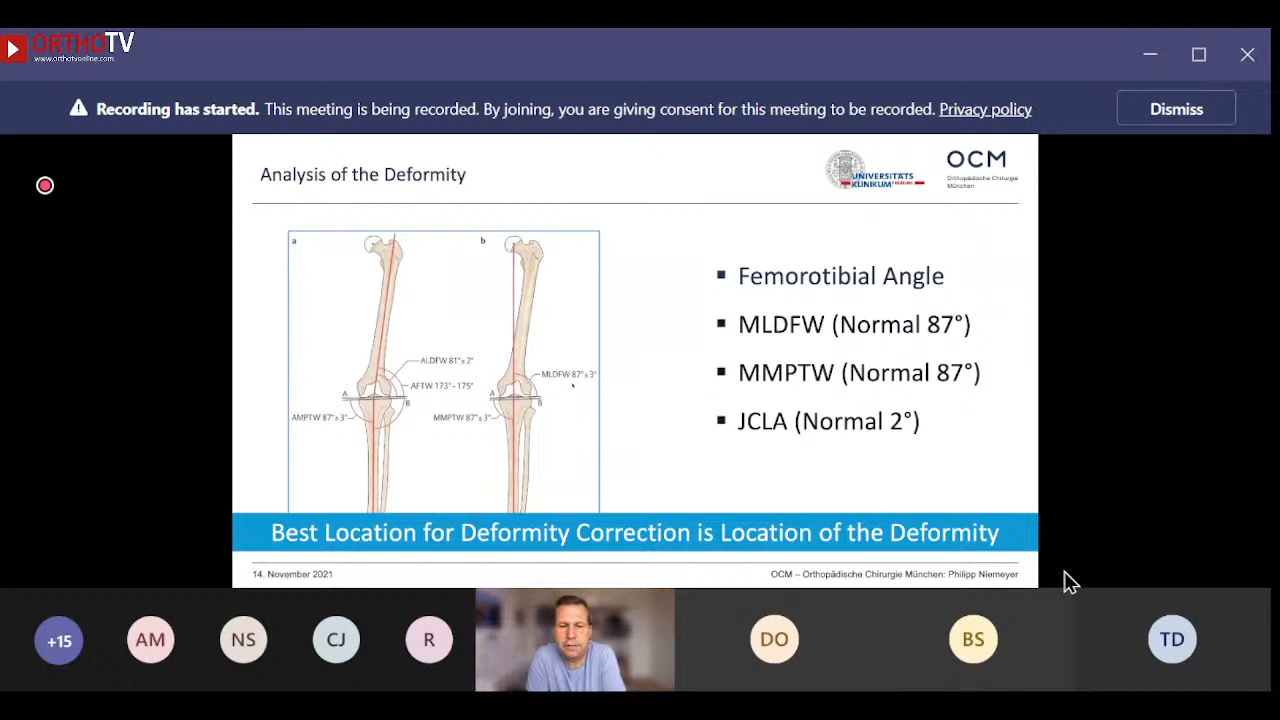 ORTHOTV
www.orthotvonline.com
Recording has started. This meeting is being recorded. By joining, you are giving consent for this meeting to be recorded. Privacy policy
Dismiss
Analysis of the Deformity
UNIVERSITÄTS
KLINIKUM FREIBURG
OCM
Orthopädische Chirurgie
München
a
b
ALDFW 81°± 2°
AFTW 173°–175°
A
B
AMPTW 87°± 3°
MLDFW 87°± 3°
A
B
MMPTW 87°± 3°
▪ Femorotibial Angle
▪ MLDFW (Normal 87°)
▪ MMPTW (Normal 87°)
▪ JCLA (Normal 2°)
Best Location for Deformity Correction is Location of the Deformity
14. November 2021
OCM – Orthopädische Chirurgie München: Philipp Niemeyer
+15
AM
NS
CJ
R
DO
BS
TD